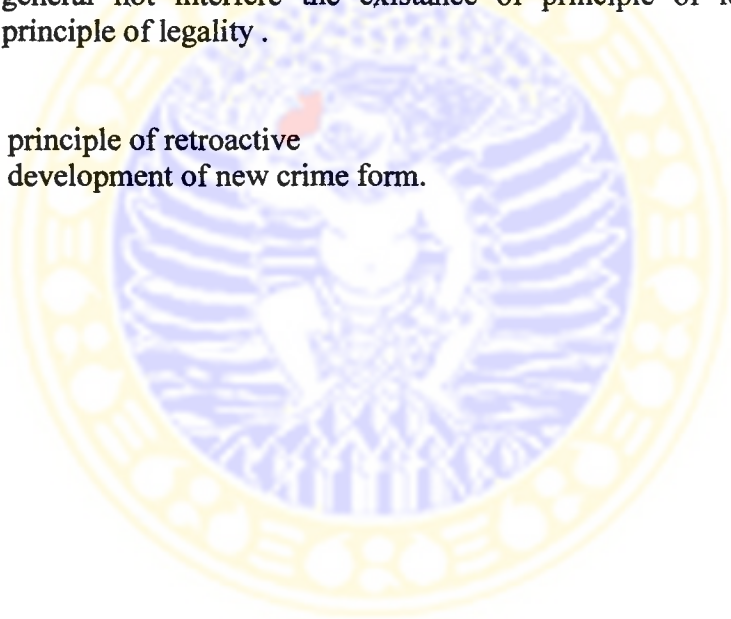 general not interfere the existance of principle of
principle of legality .
principle of retroactive
development of new crime form.